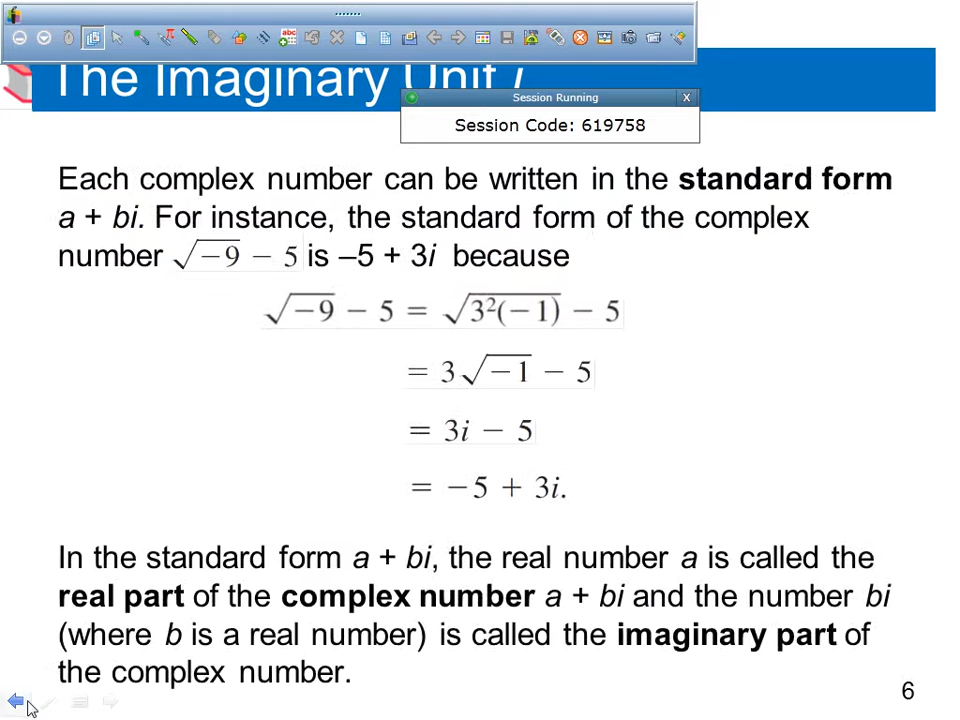 The Imaginary Unit i
Session Running
X
Session Code: 619758
Each complex number can be written in the standard form
a + bi. For instance, the standard form of the complex
number √−9 − 5 is –5 + 3i because
√−9 − 5 = √3²(−1) − 5
= 3√−1 − 5
= 3i − 5
= −5 + 3i.
In the standard form a + bi, the real number a is called the
real part of the complex number a + bi and the number bi
(where b is a real number) is called the imaginary part of
the complex number.
6